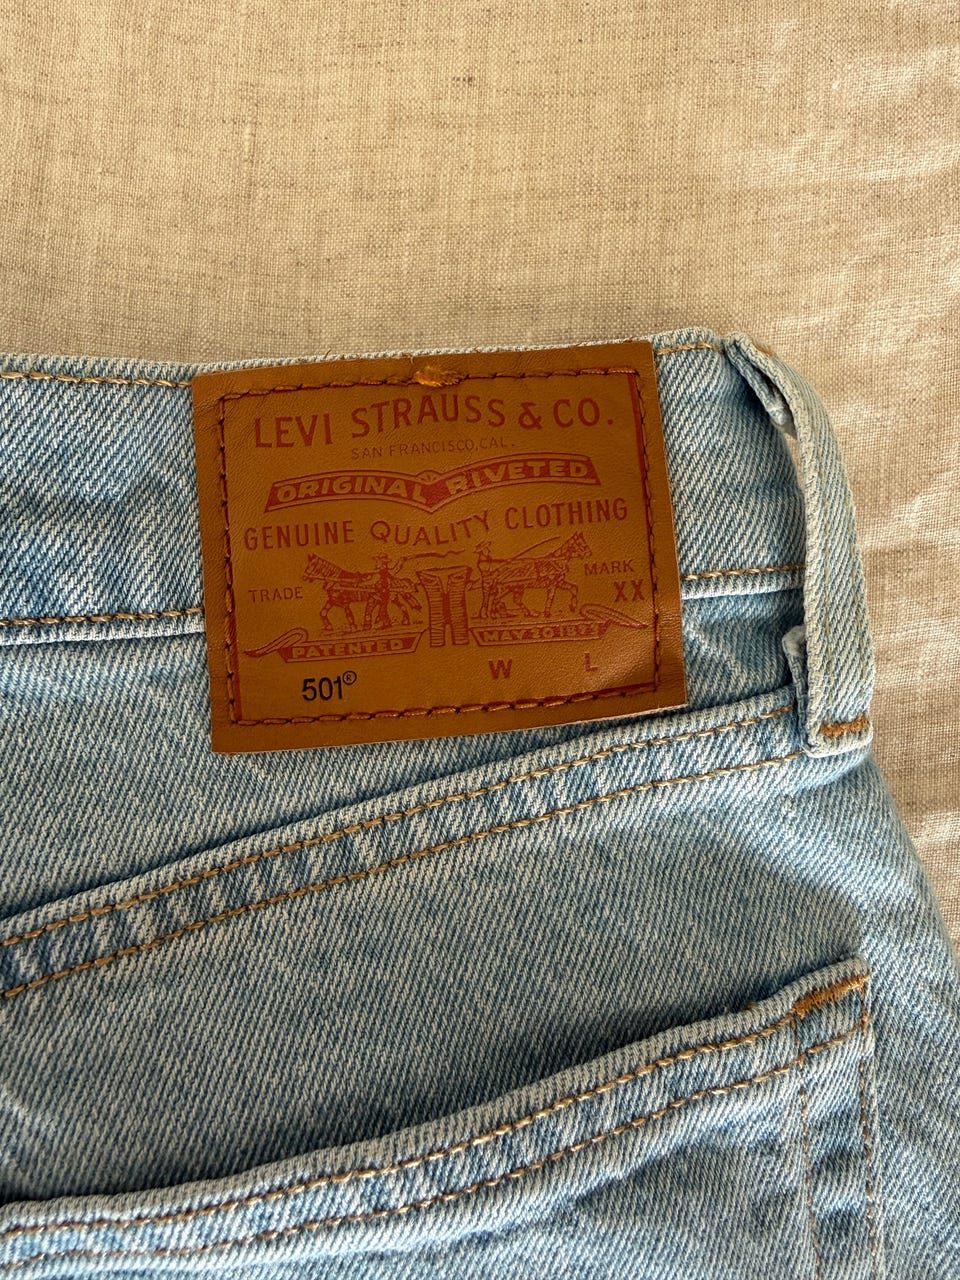 LEVI STRAUSS & CO.
SAN FRANCISCO, CAL.
ORIGINAL RIVETED
GENUINE QUALITY CLOTHING
TRADE MARK
XX
PATENTED MAY 20 1873
501® W L